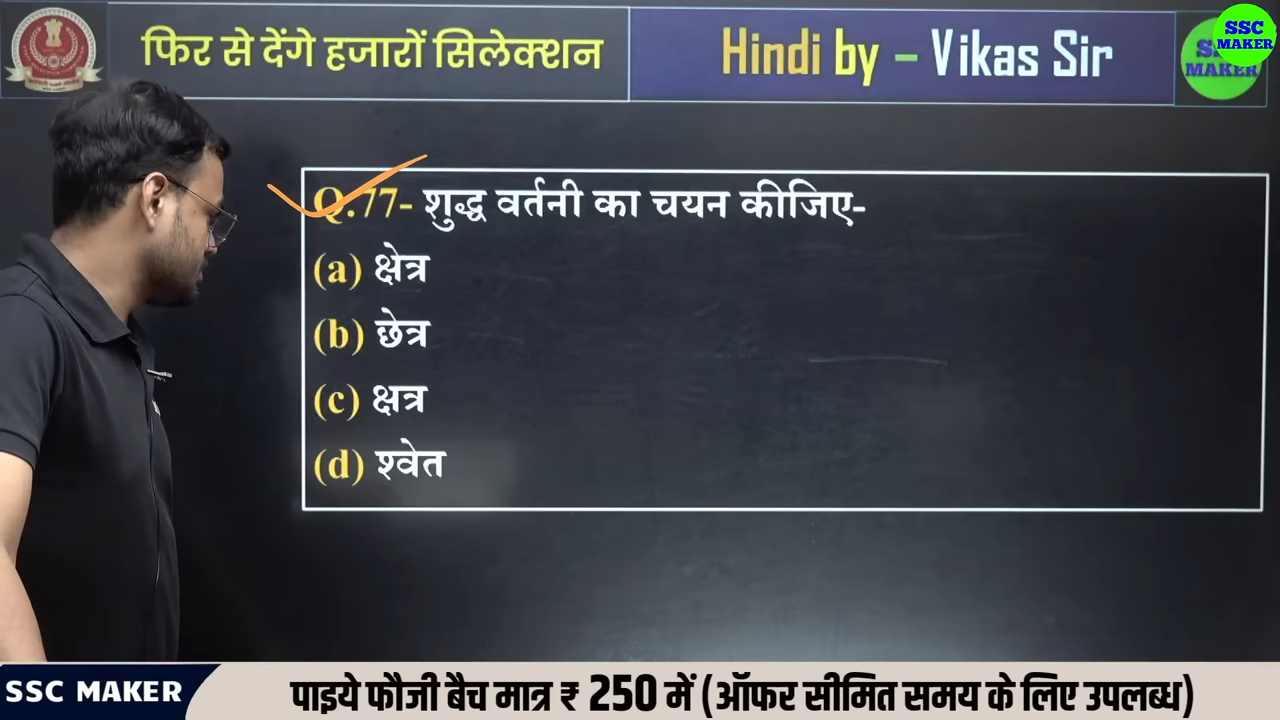 फिर से देंगे हजारों सिलेक्शन
Hindi by – Vikas Sir
SSC
MAKER
MAKER
Q.77- शुद्ध वर्तनी का चयन कीजिए-
(a) क्षेत्र
(b) छेत्र
(c) क्षत्र
(d) श्वेत
SSC MAKER
पाइये फौजी बैच मात्र ₹ 250 में (ऑफर सीमित समय के लिए उपलब्ध)